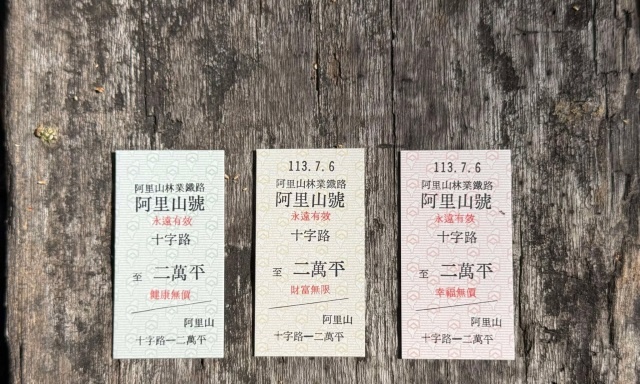 阿里山林業鐵路
阿里山號
永遠有效
十字路
至 二萬平
健康無價
阿里山
十字路—二萬平
113.7.6
阿里山林業鐵路
阿里山號
永遠有效
十字路
至 二萬平
財富無限
阿里山
十字路—二萬平
113.7.6
阿里山林業鐵路
阿里山號
永遠有效
十字路
至 二萬平
幸福無價
阿里山
十字路—二萬平